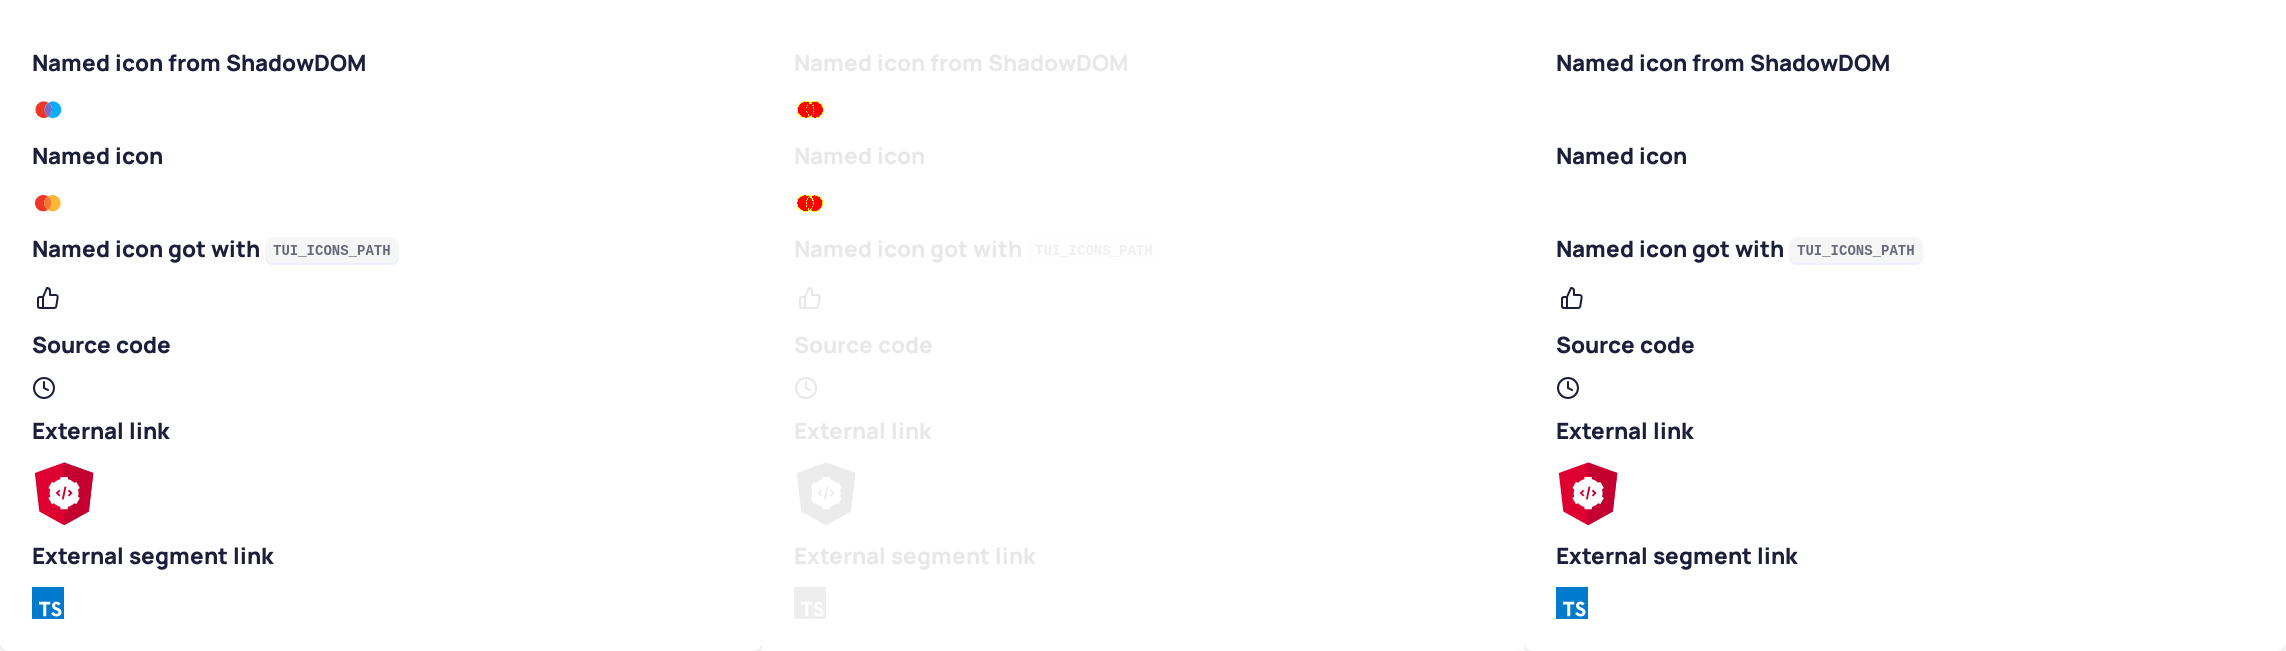 Named icon from ShadowDOM
Named icon
Named icon got with TUI_ICONS_PATH
Source code
External link
</>
External segment link
TS
Named icon from ShadowDOM
Named icon
Named icon got with TUI_ICONS_PATH
Source code
External link
</>
External segment link
TS
Named icon from ShadowDOM
Named icon
Named icon got with TUI_ICONS_PATH
Source code
External link
</>
External segment link
TS